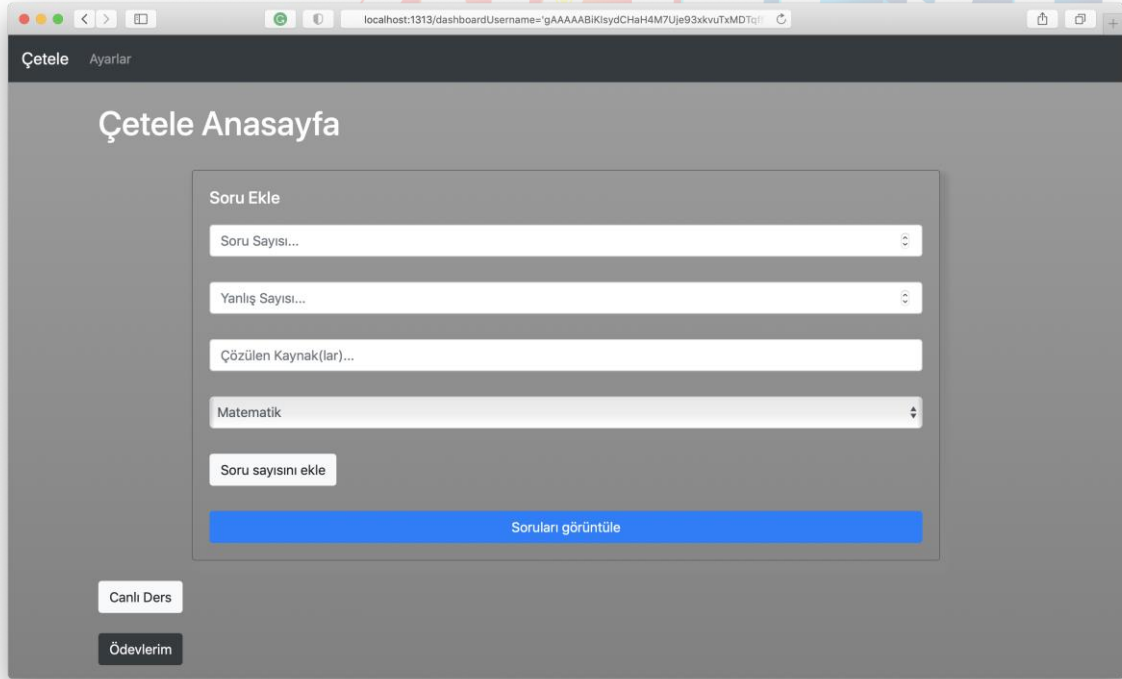 localhost:1313/dashboardUsername='gAAAAABiKlsydCHaH4M7Uje93xkvuTxMDTq
Çetele Ayarlar
Çetele Anasayfa
Soru Ekle
Soru Sayısı...
Yanlış Sayısı...
Çözülen Kaynak(lar)...
Matematik
Soru sayısını ekle
Soruları görüntüle
Canlı Ders
Ödevlerim